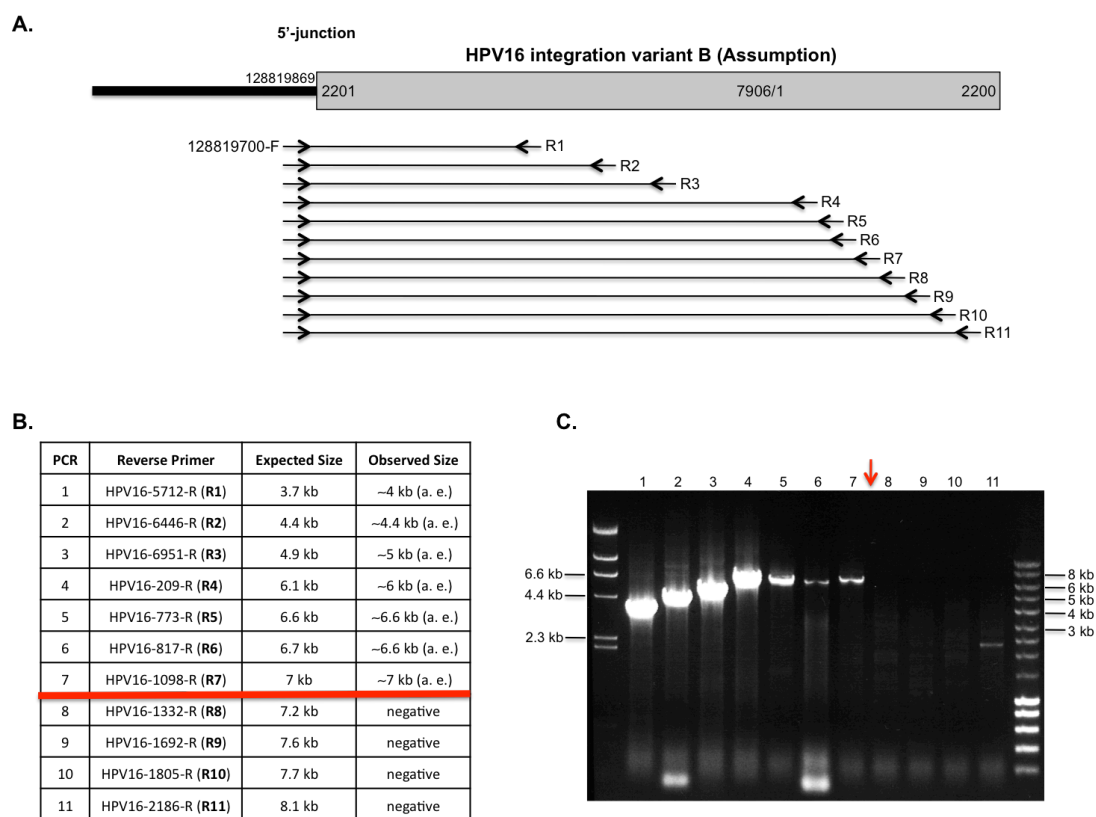 A.
5’-junction
HPV16 integration variant B (Assumption)
128819869
2201 7906/1 2200
128819700-F R1
R2
R3
R4
R5
R6
R7
R8
R9
R10
R11
B.
PCR Reverse Primer Expected Size Observed Size
1 HPV16-5712-R (R1) 3.7 kb ~4 kb (a. e.)
2 HPV16-6446-R (R2) 4.4 kb ~4.4 kb (a. e.)
3 HPV16-6951-R (R3) 4.9 kb ~5 kb (a. e.)
4 HPV16-209-R (R4) 6.1 kb ~6 kb (a. e.)
5 HPV16-773-R (R5) 6.6 kb ~6.6 kb (a. e.)
6 HPV16-817-R (R6) 6.7 kb ~6.6 kb (a. e.)
7 HPV16-1098-R (R7) 7 kb ~7 kb (a. e.)
8 HPV16-1332-R (R8) 7.2 kb negative
9 HPV16-1692-R (R9) 7.6 kb negative
10 HPV16-1805-R (R10) 7.7 kb negative
11 HPV16-2186-R (R11) 8.1 kb negative
C.
1 2 3 4 5 6 7 8 9 10 11
6.6 kb
4.4 kb
2.3 kb
8 kb
6 kb
5 kb
4 kb
3 kb